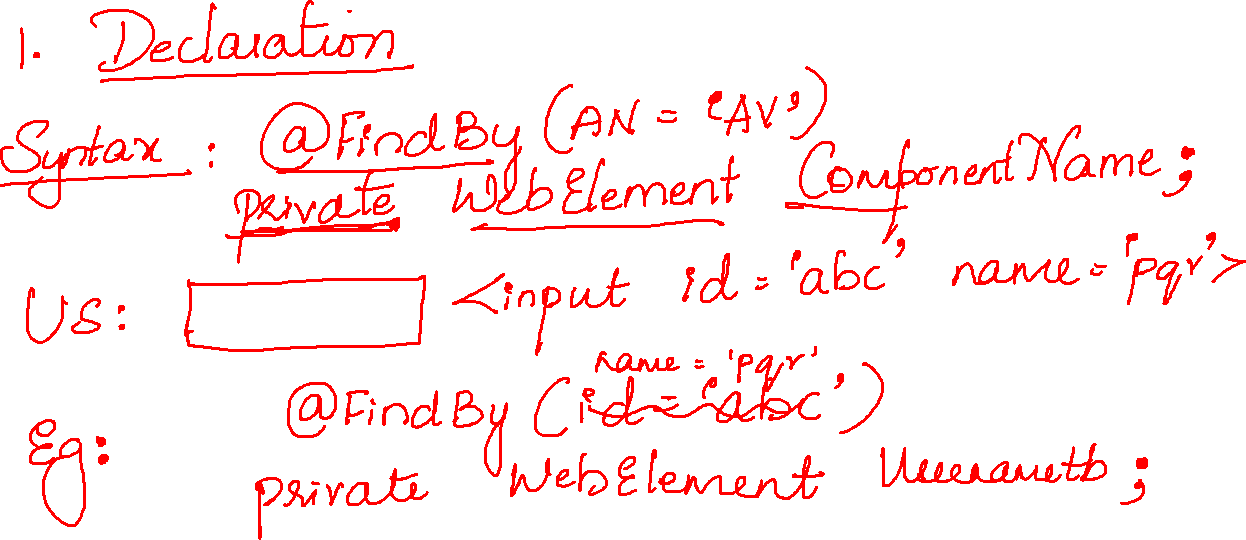 1. Declaration
Syntax : @FindBy (AN = 'AV')
private WebElement ComponentName;
US: <input id = 'abc' name = 'pqr'>
name = 'pqr'
@FindBy (id = 'abc')
Eg: private WebElement Usernametb;